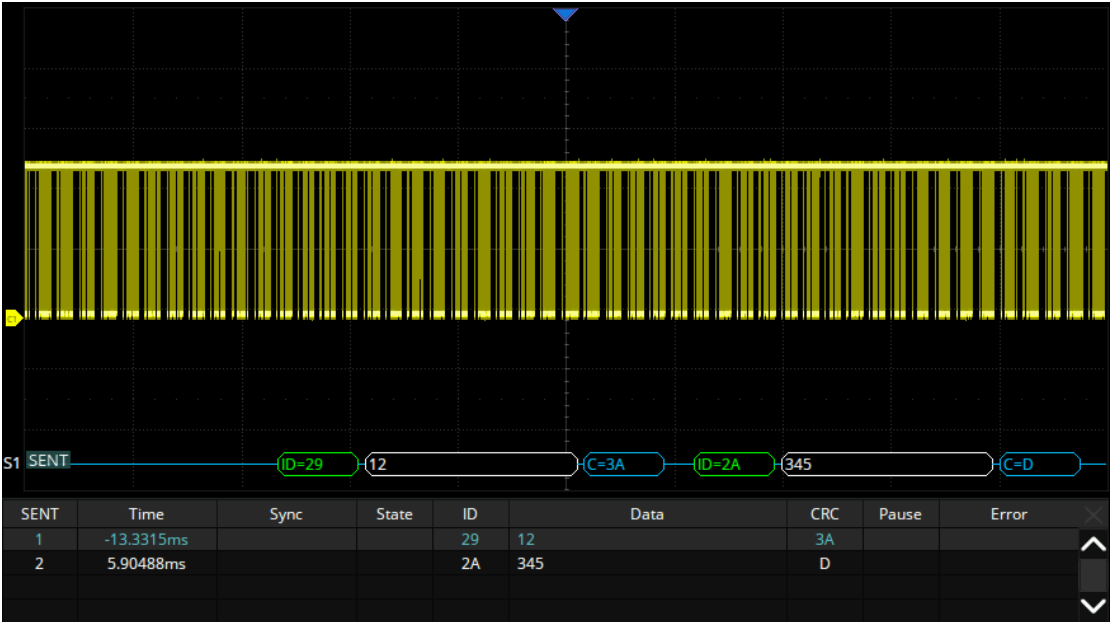 C1
S1 SENT ID=29 12 C=3A ID=2A 345 C=D
SENT Time Sync State ID Data CRC Pause Error
1 -13.3315ms 29 12 3A
2 5.90488ms 2A 345 D